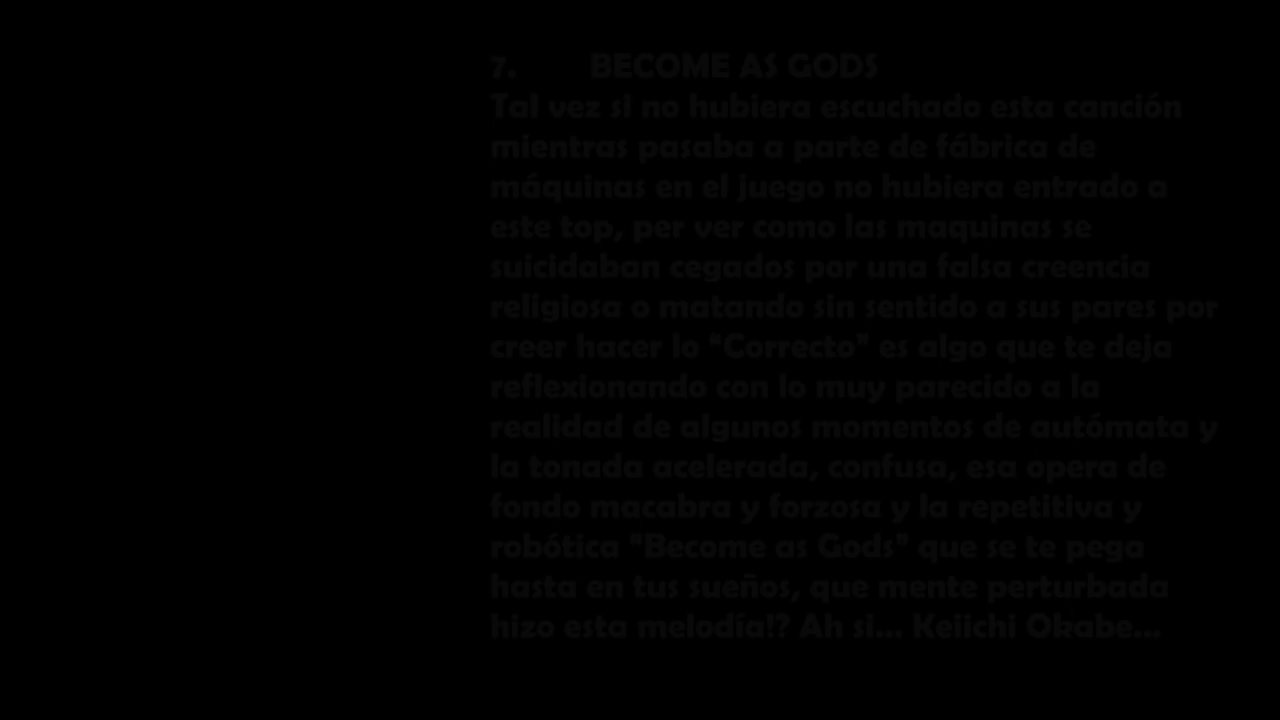 7. BECOME AS GODS
Tal vez si no hubiera escuchado esta canción
mientras pasaba a parte de fábrica de
máquinas en el juego no hubiera entrado a
este top, per ver como las maquinas se
suicidaban cegados por una falsa creencia
religiosa o matando sin sentido a sus pares por
creer hacer lo “Correcto” es algo que te deja
reflexionando con lo muy parecido a la
realidad de algunos momentos de autómata y
la tonada acelerada, confusa, esa opera de
fondo macabra y forzosa y la repetitiva y
robótica “Become as Gods” que se te pega
hasta en tus sueños, que mente perturbada
hizo esta melodía!? Ah si... Keiichi Okabe...